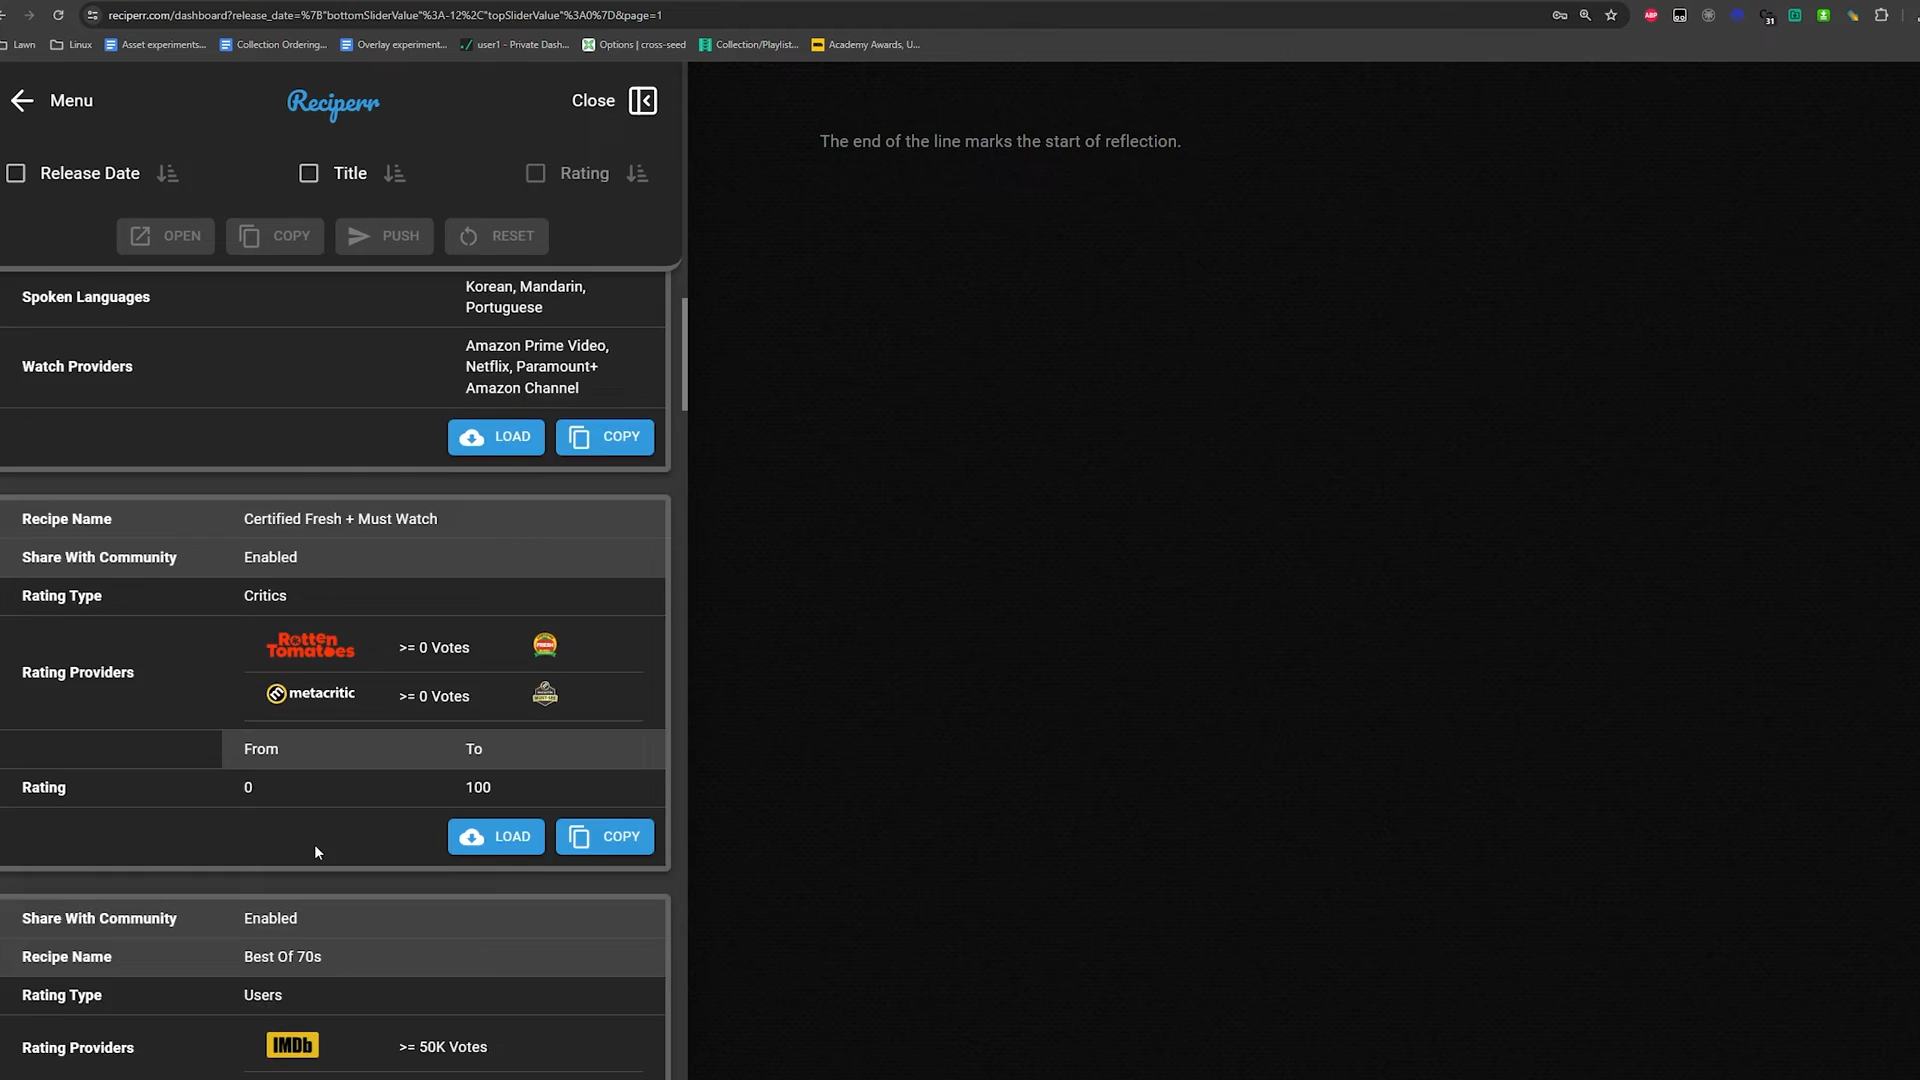 reciperr.com/dashboard?release_date=%7B"bottomSliderValue"%3A-12%2C"topSliderValue"%3A0%7D&page=1
ABP
31
Lawn
Linux
Asset experiments...
Collection Ordering...
Overlay experiment...
user1 - Private Dash...
Options | cross-seed
Collection/Playlist...
Academy Awards, U...
Menu
Reciperr
Close
The end of the line marks the start of reflection.
Release Date
Title
Rating
OPEN
COPY
PUSH
RESET
Spoken Languages
Korean, Mandarin,
Portuguese
Watch Providers
Amazon Prime Video,
Netflix, Paramount+
Amazon Channel
LOAD
COPY
Recipe Name
Certified Fresh + Must Watch
Share With Community
Enabled
Rating Type
Critics
Rating Providers
Rotten
Tomatoes
>= 0 Votes
FRESH
metacritic
>= 0 Votes
From
To
Rating
0
100
LOAD
COPY
Share With Community
Enabled
Recipe Name
Best Of 70s
Rating Type
Users
Rating Providers
IMDb
>= 50K Votes